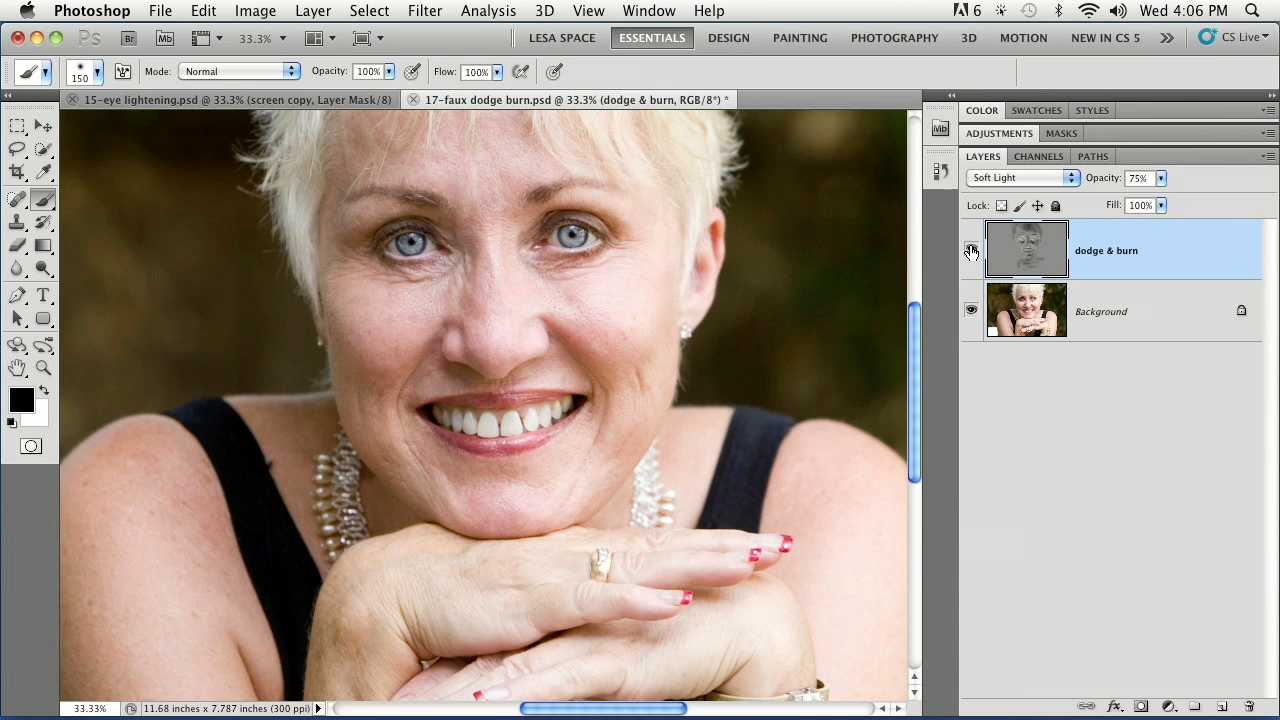 Photoshop File Edit Image Layer Select Filter Analysis 3D View Window Help 6 Wed 4:06 PM
Ps Br Mb 33.3% LESA SPACE ESSENTIALS DESIGN PAINTING PHOTOGRAPHY 3D MOTION NEW IN CS 5 CS Live
150 Mode: Normal Opacity: 100% Flow: 100%
15-eye lightening.psd @ 33.3% (screen copy, Layer Mask/8) 17-faux dodge burn.psd @ 33.3% (dodge & burn, RGB/8*) *
COLOR SWATCHES STYLES
Mb
ADJUSTMENTS MASKS
LAYERS CHANNELS PATHS
Soft Light Opacity: 75%
Lock: Fill: 100%
dodge & burn
Background
T
fx
33.33% 11.68 inches x 7.787 inches (300 ppi)